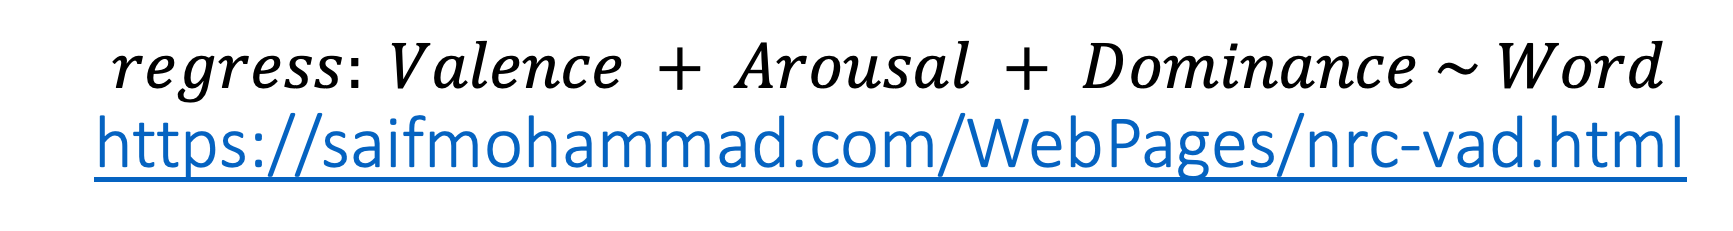 regress: Valence + Arousal + Dominance ~ Word
https://saifmohammad.com/WebPages/nrc-vad.html